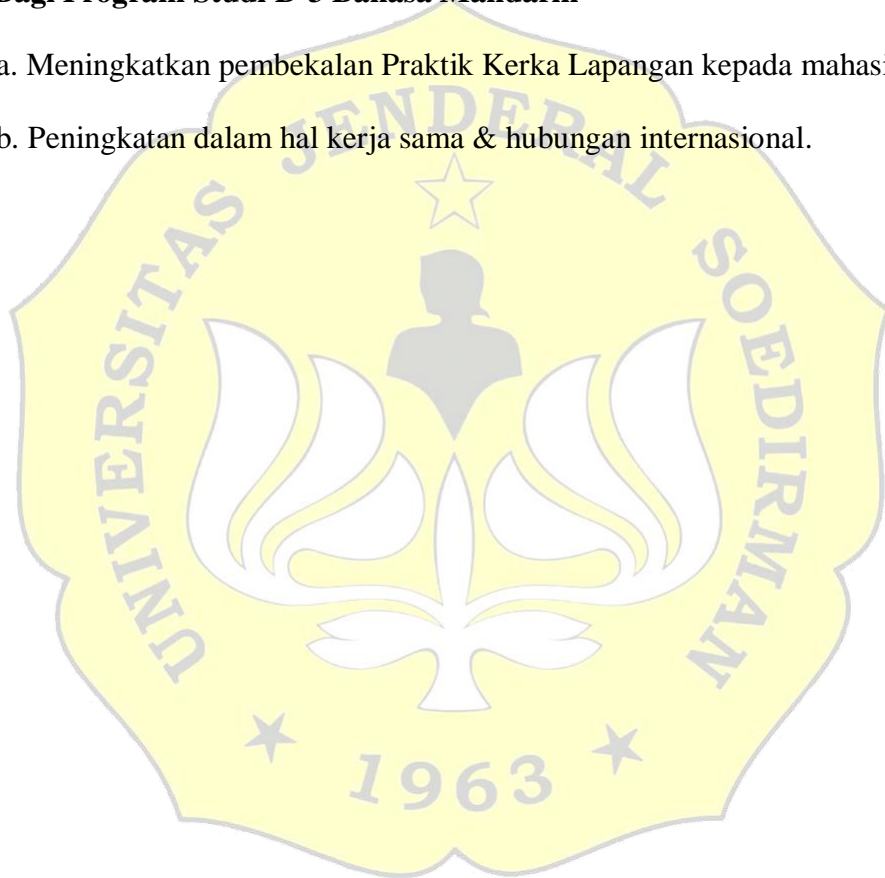 Bagi Program Studi D-3 Bahasa Mandarin
a. Meningkatkan pembekalan Praktik Kerka Lapangan kepada
b. Peningkatan dalam hal kerja sama & hubungan internasional.
UNIVERSITAS JENDERAL SOEDIRMAN
1963